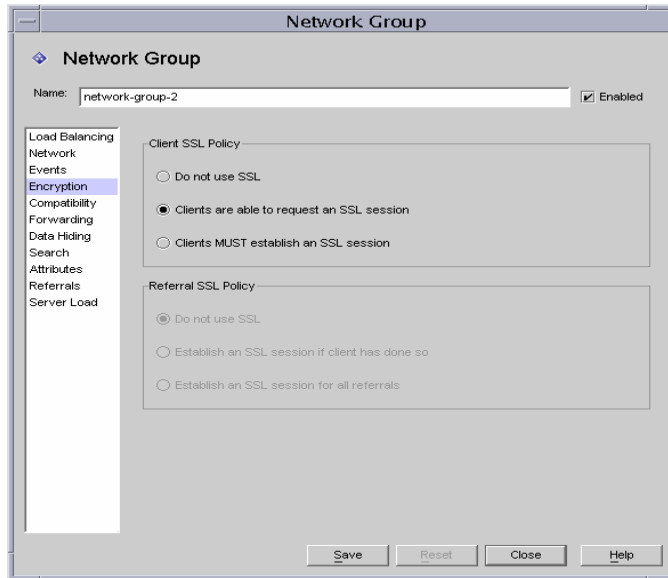 Network Group
Network Group
Name: network-group-2 Enabled
Load Balancing
Network
Events
Encryption
Compatibility
Forwarding
Data Hiding
Search
Attributes
Referrals
Server Load
Client SSL Policy
Do not use SSL
Clients are able to request an SSL session
Clients MUST establish an SSL session
Referral SSL Policy
Do not use SSL
Establish an SSL session if client has done so
Establish an SSL session for all referrals
Save Reset Close Help